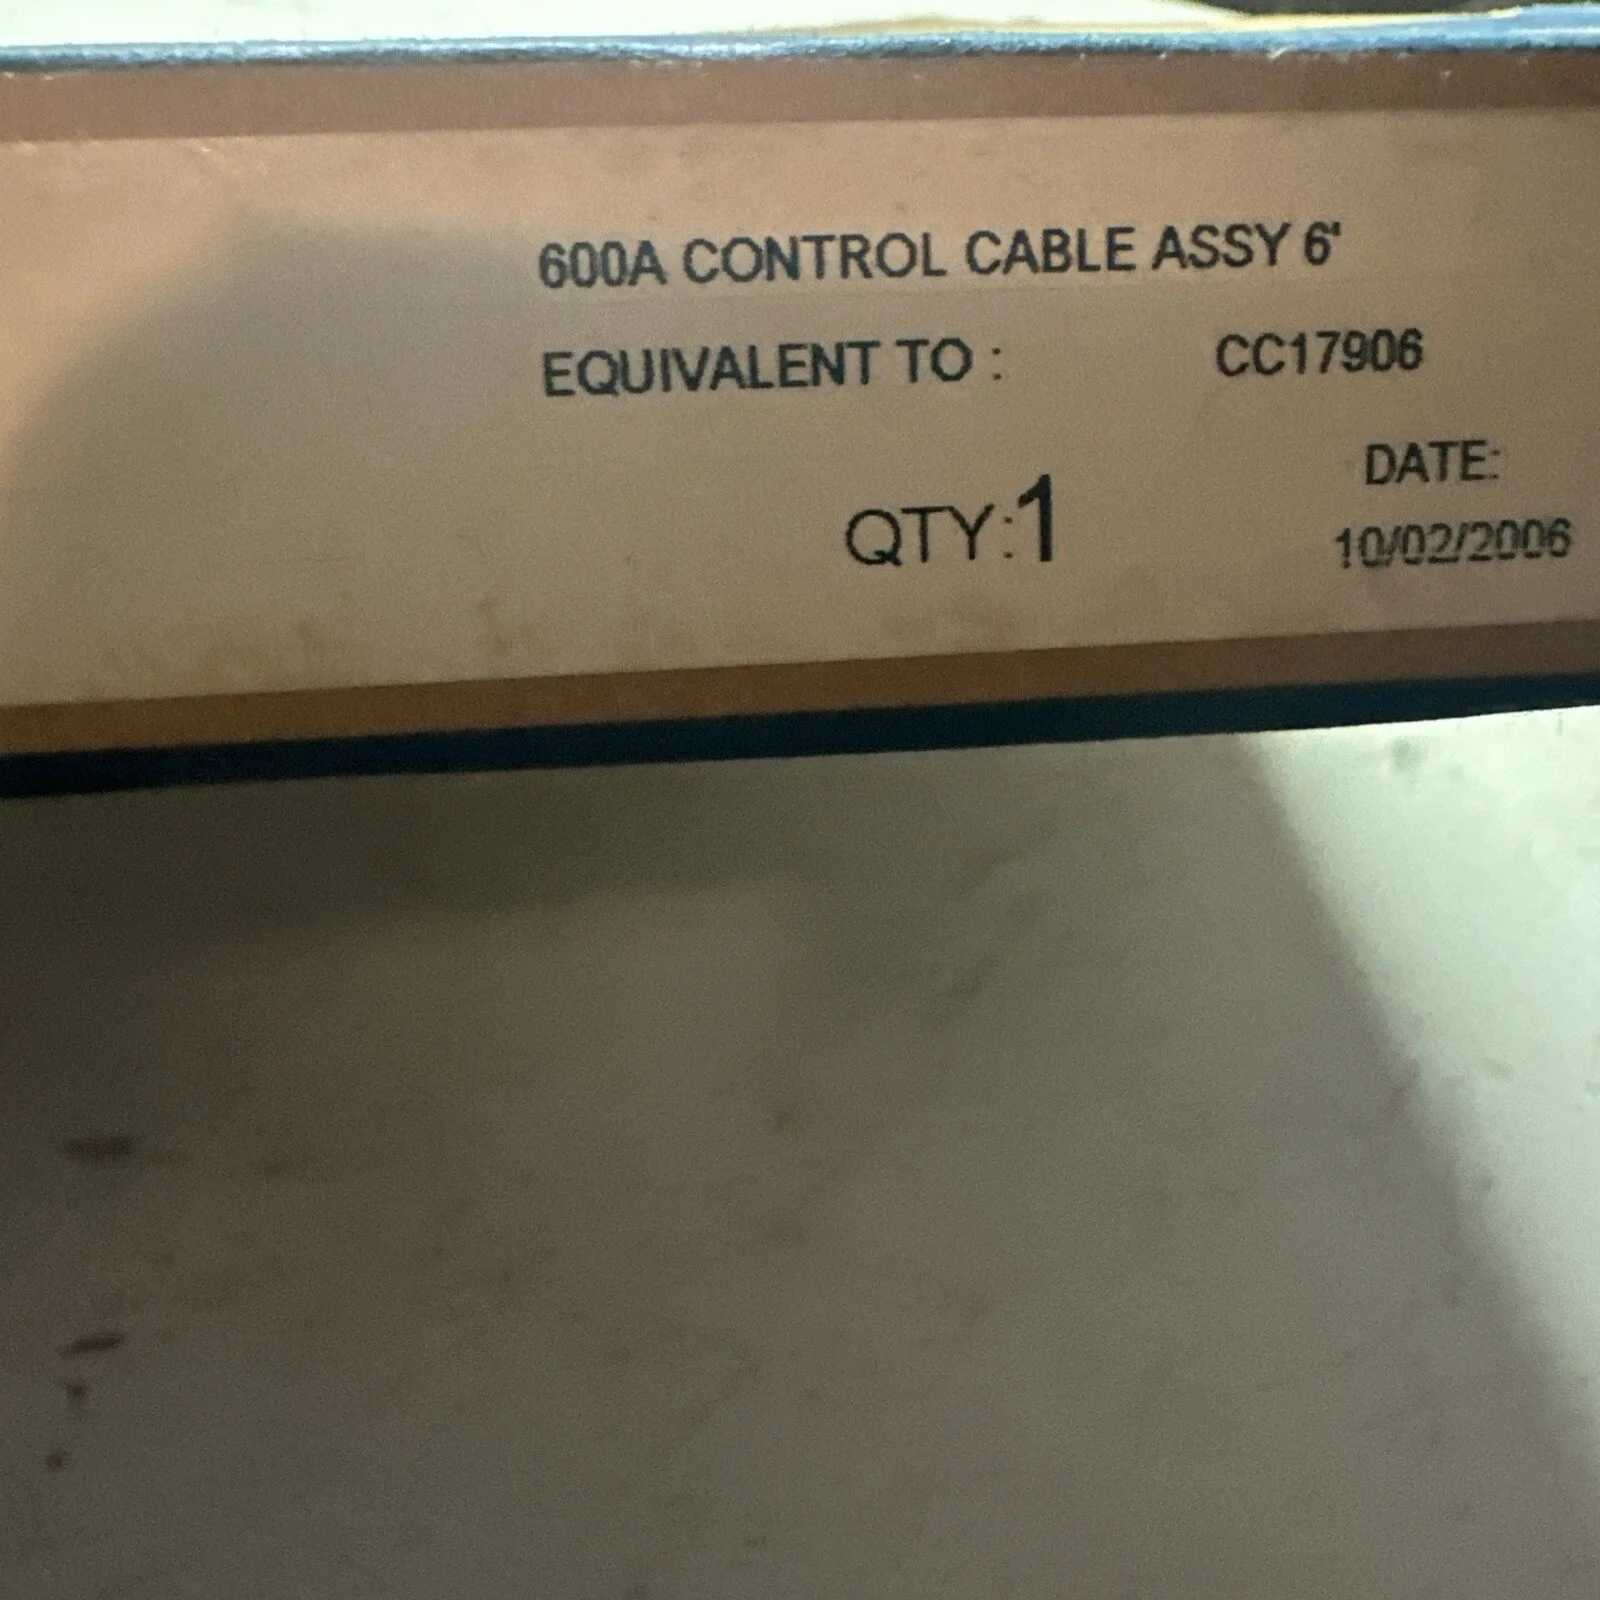 600A CONTROL CABLE ASSY 6'
EQUIVALENT TO : CC17906
DATE:
QTY:1
10/02/2006